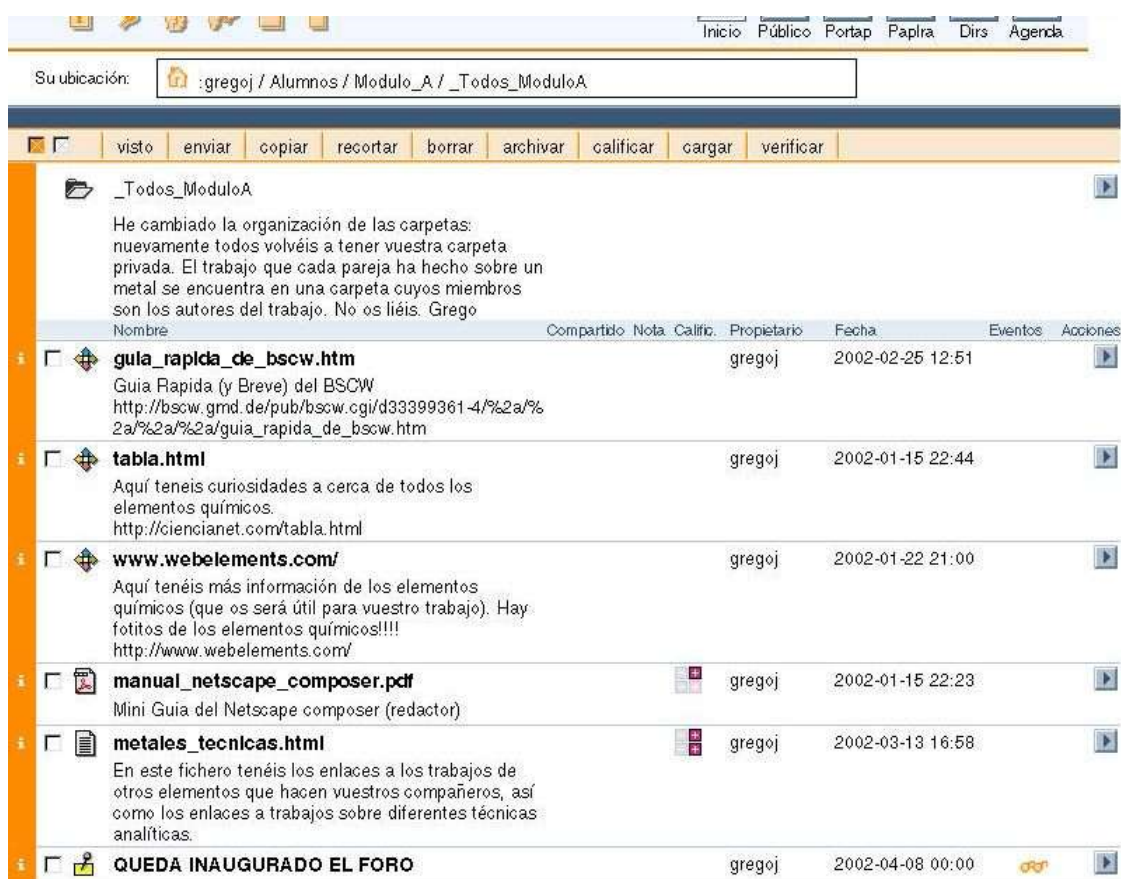 Inicio Público Portap Paplra Dirs Agenda
Su ubicación: :gregoj / Alumnos / Modulo_A / _Todos_ModuloA
visto enviar copiar recortar borrar archivar calificar cargar verificar
_Todos_ModuloA
He cambiado la organización de las carpetas:
nuevamente todos volvéis a tener vuestra carpeta
privada. El trabajo que cada pareja ha hecho sobre un
metal se encuentra en una carpeta cuyos miembros
son los autores del trabajo. No os liéis. Grego
Nombre Compartido Nota Calific. Propietario Fecha Eventos Acciones
guia_rapida_de_bscw.htm gregoj 2002-02-25 12:51
Guia Rapida (y Breve) del BSCW
http://bscw.gmd.de/pub/bscw.cgi/d33399361-4/%2a/%
2a/%2a/%2a/guia_rapida_de_bscw.htm
tabla.html gregoj 2002-01-15 22:44
Aquí teneis curiosidades a cerca de todos los
elementos químicos.
http://ciencianet.com/tabla.html
www.webelements.com/ gregoj 2002-01-22 21:00
Aquí tenéis más información de los elementos
químicos (que os será útil para vuestro trabajo). Hay
fotitos de los elementos químicos!!!!
http://www.webelements.com/
manual_netscape_composer.pdf gregoj 2002-01-15 22:23
Mini Guia del Netscape composer (redactor)
metales_tecnicas.html gregoj 2002-03-13 16:58
En este fichero tenéis los enlaces a los trabajos de
otros elementos que hacen vuestros compañeros, así
como los enlaces a trabajos sobre diferentes técnicas
analíticas.
QUEDA INAUGURADO EL FORO gregoj 2002-04-08 00:00